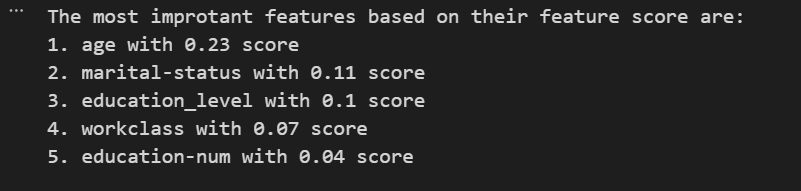 The most improtant features based on their feature score are:
1. age with 0.23 score
2. marital-status with 0.11 score
3. education_level with 0.1 score
4. workclass with 0.07 score
5. education-num with 0.04 score